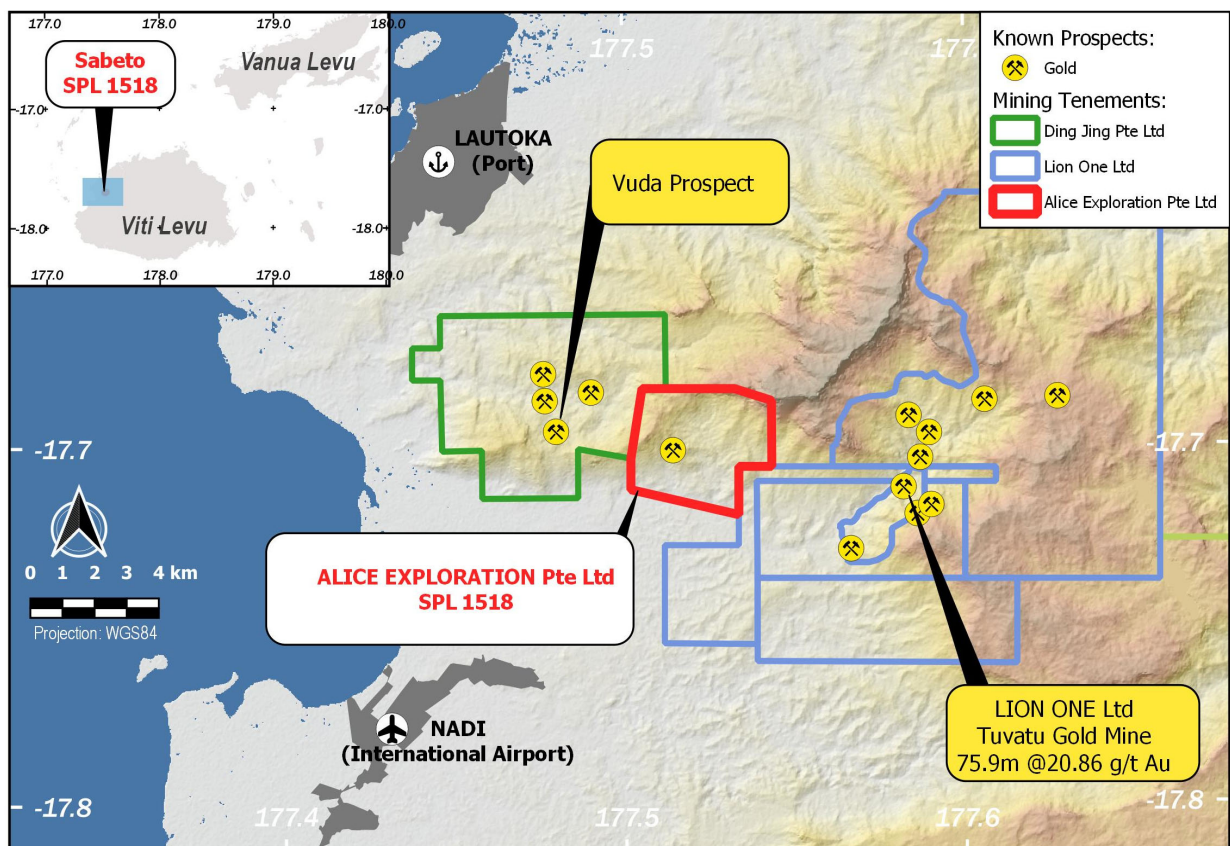 177.0
178.0
179.0
180.0
Sabeto
SPL 1518
Vanua Levu
-17.0
-17.0
Viti Levu
-18.0
-18.0
177.0
178.0
179.0
180.0
177.5
Known Prospects:
Gold
Mining Tenements:
Ding Jing Pte Ltd
Lion One Ltd
Alice Exploration Pte Ltd
LAUTOKA
(Port)
Vuda Prospect
-17.7
-17.7
0 1 2 3 4 km
Projection: WGS84
ALICE EXPLORATION Pte Ltd
SPL 1518
NADI
(International Airport)
LION ONE Ltd
Tuvatu Gold Mine
75.9m @20.86 g/t Au
-17.8
-17.8
177.4
177.5
177.6